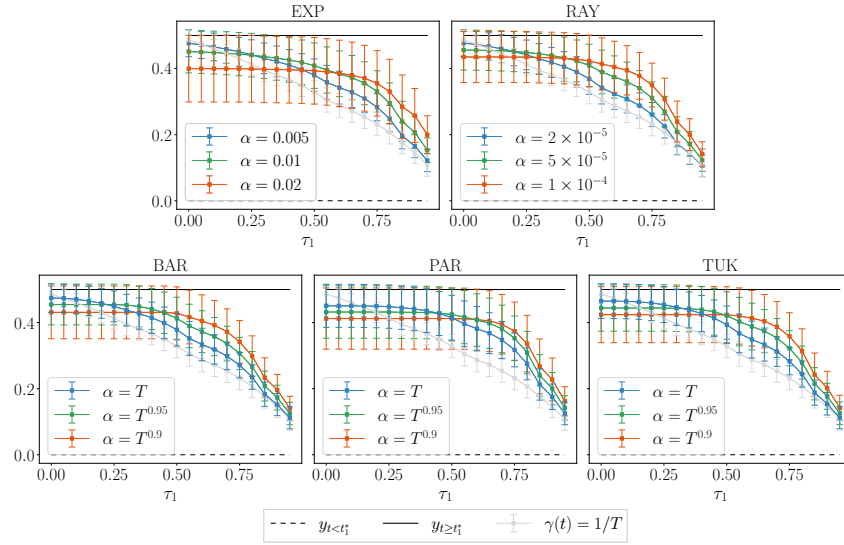 EXP
RAY
0.4
0.2
0.0
α = 0.005
α = 0.01
α = 0.02
α = 2 × 10⁻⁵
α = 5 × 10⁻⁵
α = 1 × 10⁻⁴
0.00 0.25 0.50 0.75
0.00 0.25 0.50 0.75
τ₁
τ₁
BAR
PAR
TUK
0.4
0.2
0.0
α = T
α = T^0.95
α = T^0.9
α = T
α = T^0.95
α = T^0.9
α = T
α = T^0.95
α = T^0.9
0.00 0.25 0.50 0.75
0.00 0.25 0.50 0.75
0.00 0.25 0.50 0.75
τ₁
τ₁
τ₁
y_{t<t₁*} y_{t≥t₁*} γ(t) = 1/T